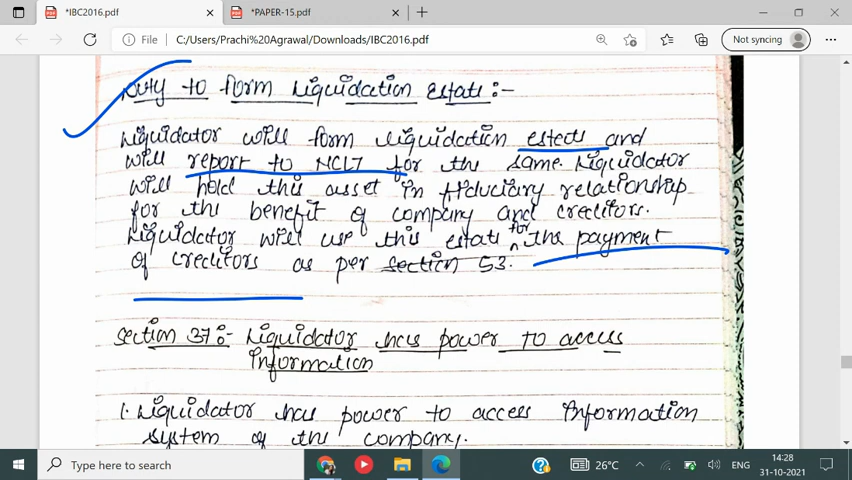 *IBC2016.pdf
*PAPER-15.pdf
File
C:/Users/Prachi%20Agrawal/Downloads/IBC2016.pdf
Not syncing
Duty to form Liquidation Estate:-
Liquidator will form liquidation estate and
will report to NCLT for the same. Liquidator
will hold this asset in fiduciary relationship
for the benefit of company and creditors.
Liquidator will use this estate for the payment
of creditors as per section 53.
Section 37:- Liquidator has power to access
Information
1. Liquidator has power to access Information
system of the company.
Type here to search
26°C
ENG
14:28
31-10-2021